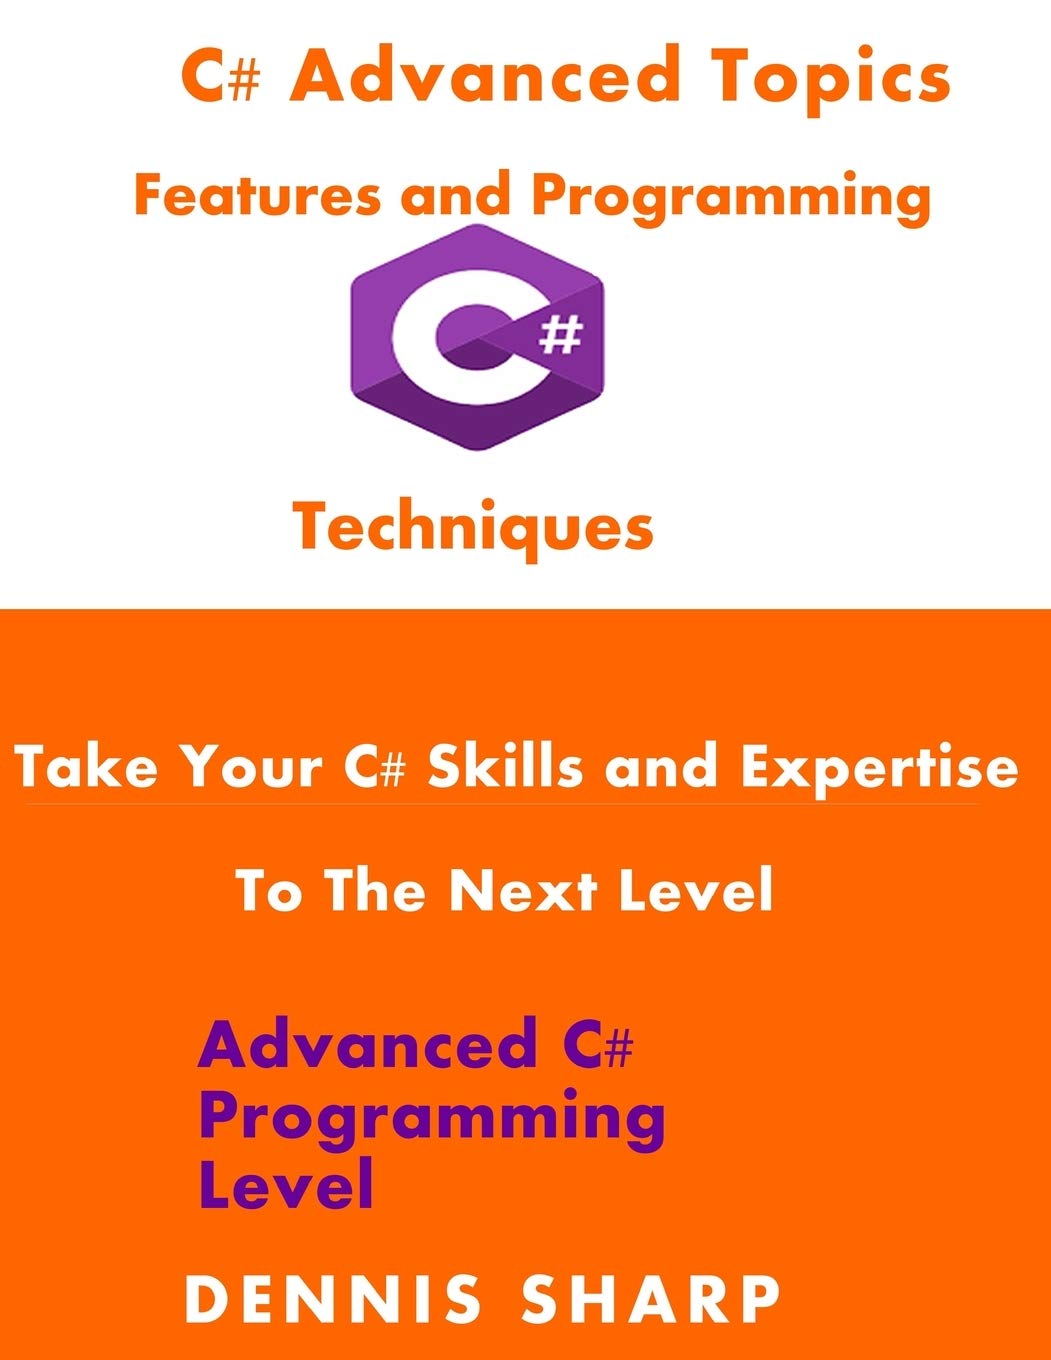 C# Advanced Topics
Features and Programming
C#
Techniques
Take Your C# Skills and Expertise
To The Next Level
Advanced C#
Programming
Level
DENNIS SHARP